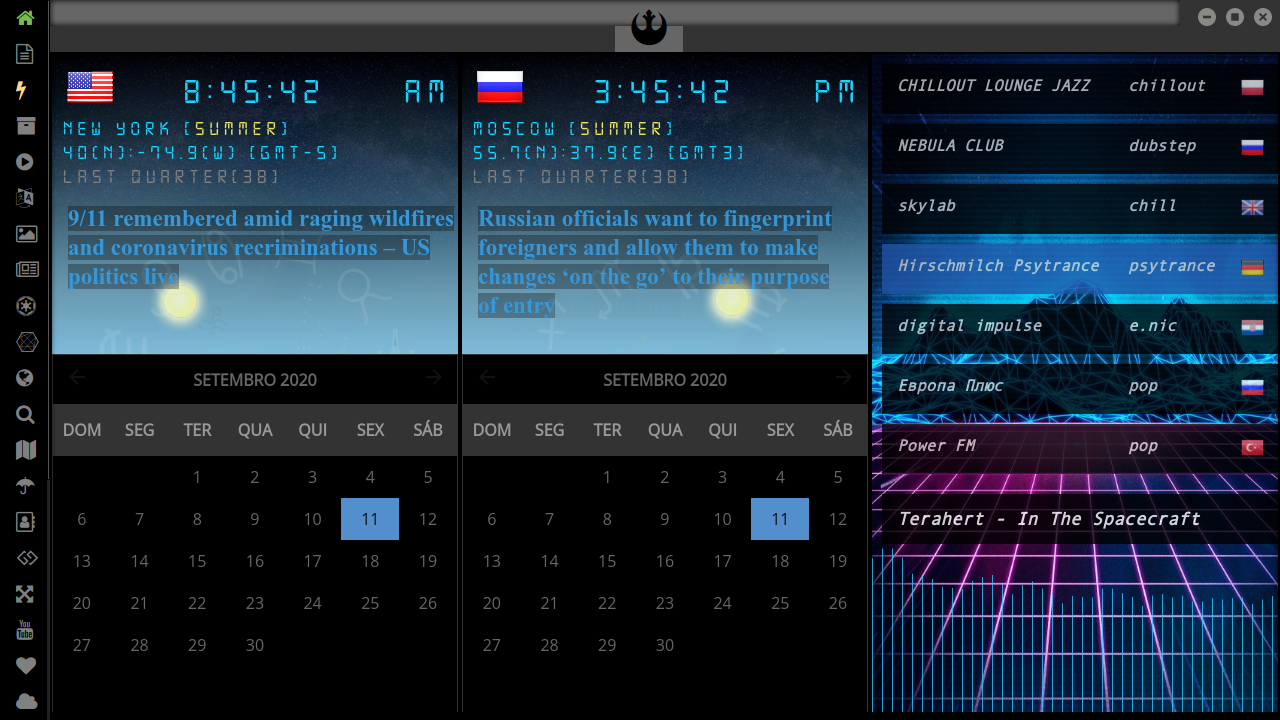 8:45:42 AM
NEW YORK (SUMMER)
40(N):-74.9(W) (GMT-5)
LAST QUARTER(38)
9/11 remembered amid raging wildfires
and coronavirus recriminations – US
politics live
SETEMBRO 2020
DOM SEG TER QUA QUI SEX SÁB
1 2 3 4 5
6 7 8 9 10 11 12
13 14 15 16 17 18 19
20 21 22 23 24 25 26
27 28 29 30
3:45:42 PM
MOSCOW (SUMMER)
55.7(N):37.9(E) (GMT3)
LAST QUARTER(38)
Russian officials want to fingerprint
foreigners and allow them to make
changes ‘on the go’ to their purpose
of entry
SETEMBRO 2020
DOM SEG TER QUA QUI SEX SÁB
1 2 3 4 5
6 7 8 9 10 11 12
13 14 15 16 17 18 19
20 21 22 23 24 25 26
27 28 29 30
CHILLOUT LOUNGE JAZZ chillout
NEBULA CLUB dubstep
skylab chill
Hirschmilch Psytrance psytrance
digital impulse e.nic
Европа Плюс pop
Power FM pop
Terahert - In The Spacecraft
You
Tube